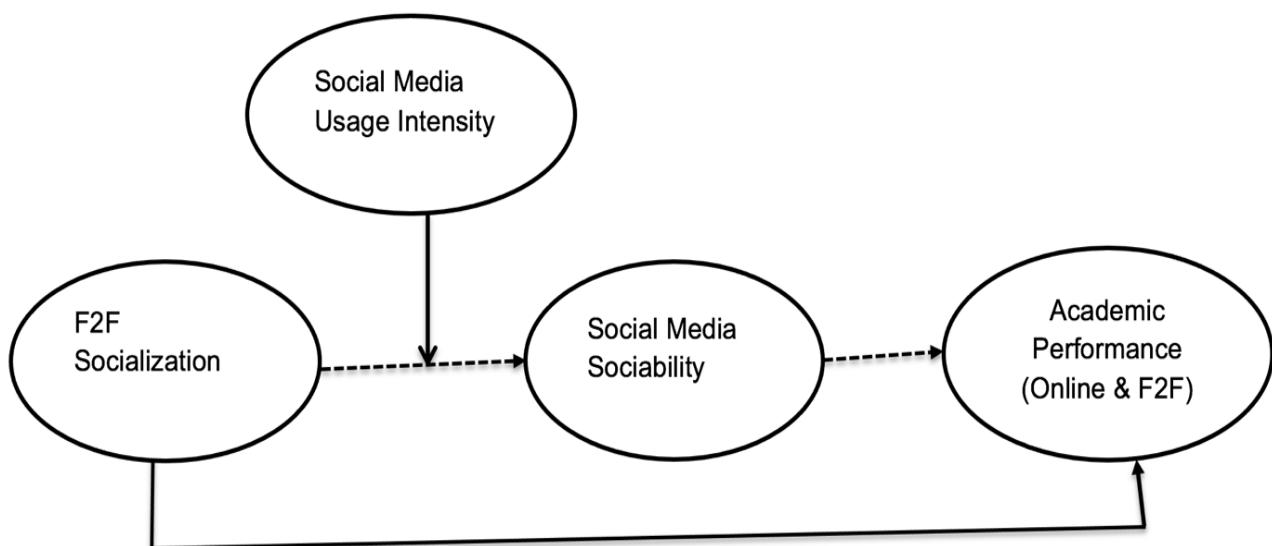 Social Media
Usage Intensity
F2F
Socialization
Social Media
Sociability
Academic
Performance
(Online & F2F)